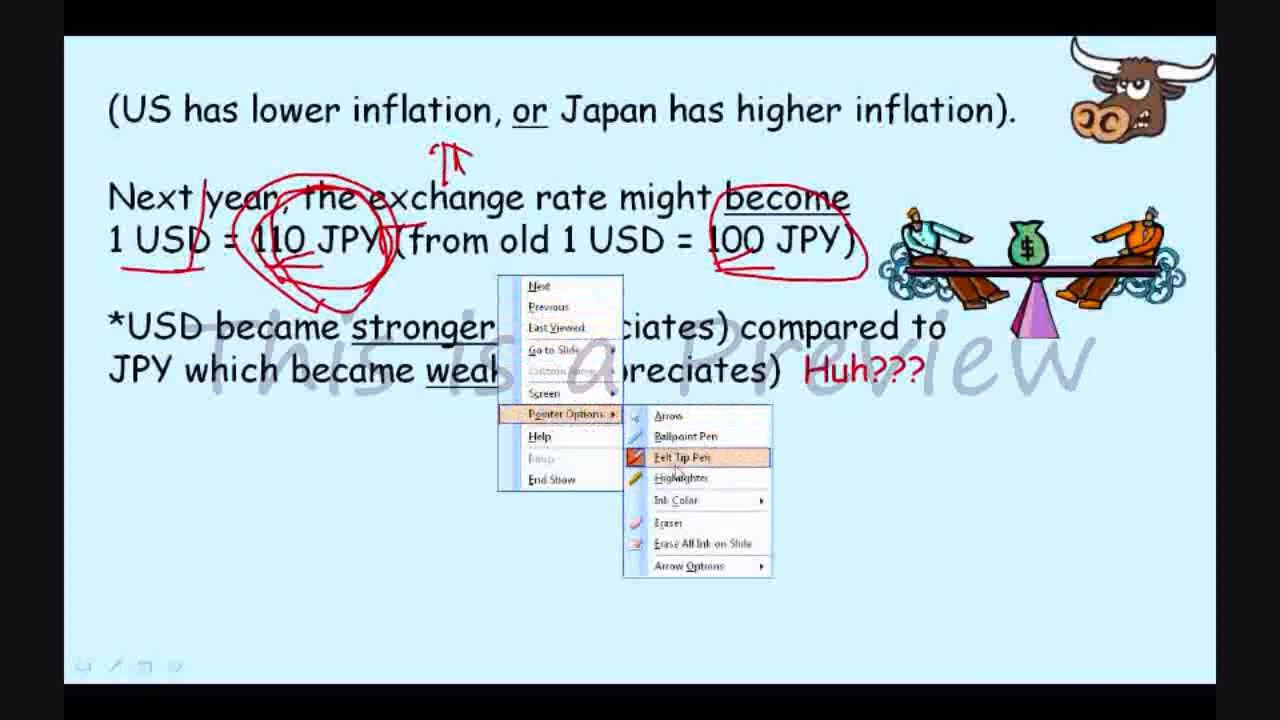 (US has lower inflation, or Japan has higher inflation).
Next year, the exchange rate might become
1 USD = 110 JPY (from old 1 USD = 100 JPY)
*USD became stronger ciates) compared to
JPY which became weak preciates) Huh???
This is a Preview
$
Next
Previous
Last Viewed
Go to Slide
Screen
Pointer Options
Help
Pause
End Show
Arrow
Ballpoint Pen
Felt Tip Pen
Highlighter
Ink Color
Eraser
Erase All Ink on Slide
Arrow Options